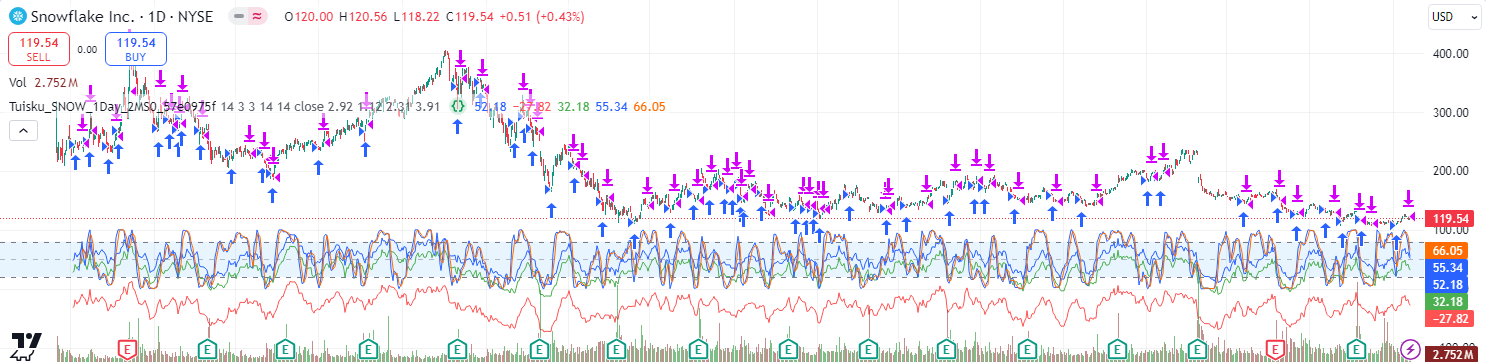 Snowflake Inc. · 1D · NYSE O120.00 H120.56 L118.22 C119.54 +0.51 (+0.43%)
USD
119.54 SELL 0.00 119.54 BUY
400.00
Vol 2.752M
Tuisku_SNOW_1Day_2MS0_57e0975f 14 3 3 14 14 close 2.92 1.12 2.31 3.91 {} 52.18 −27.82 32.18 55.34 66.05
300.00
200.00
119.54
100.00
66.05
55.34
52.18
32.18
−27.82
E E E E E E E E E E E E E E E E
2.752M